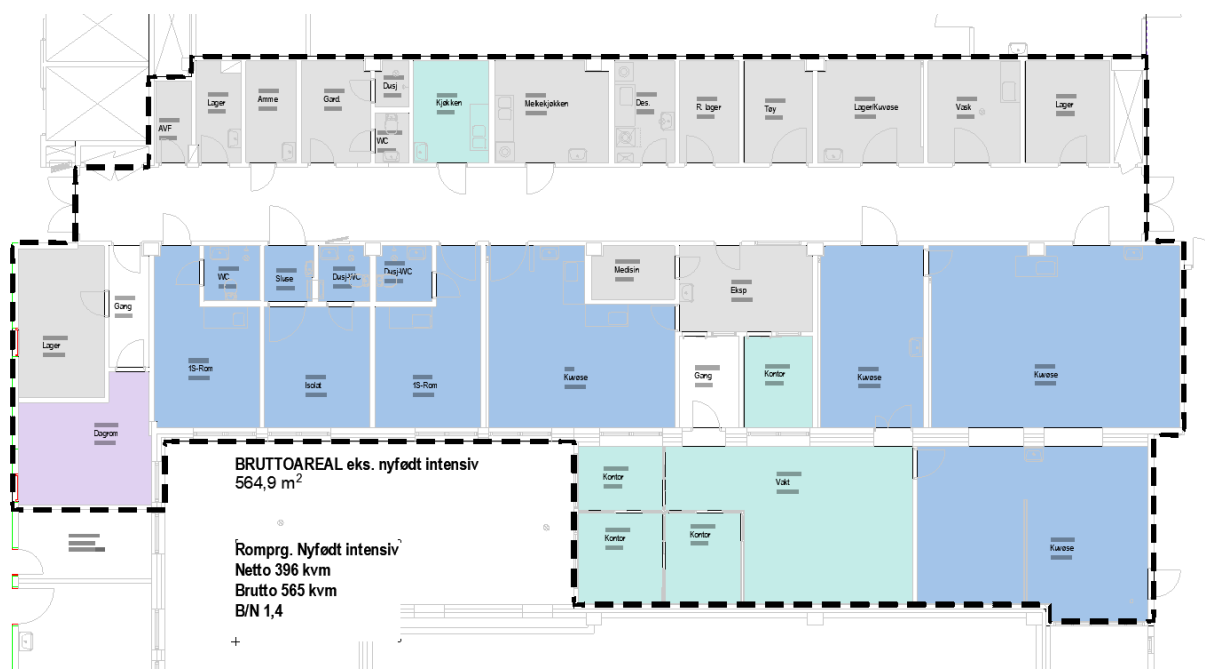 AVF
Lager
Amme
Gard.
Dusj
WC
Kjøkken
Melkekjøkken
Des.
R. lager
Tøy
Lager/Kuvøse
Vask
Lager
Lager
Gang
WC
Sluse
Dusj/WC
Dusj/WC
Medisin
Eksp
1S-Rom
Isolat
1S-Rom
Kuvøse
Gang
Kontor
Kuvøse
Kuvøse
Dagrom
BRUTTOAREAL eks. nyfødt intensiv
564,9 m²
Kontor
Vakt
Kontor
Kontor
Kuvøse
Romprg. Nyfødt intensiv
Netto 396 kvm
Brutto 565 kvm
B/N 1,4